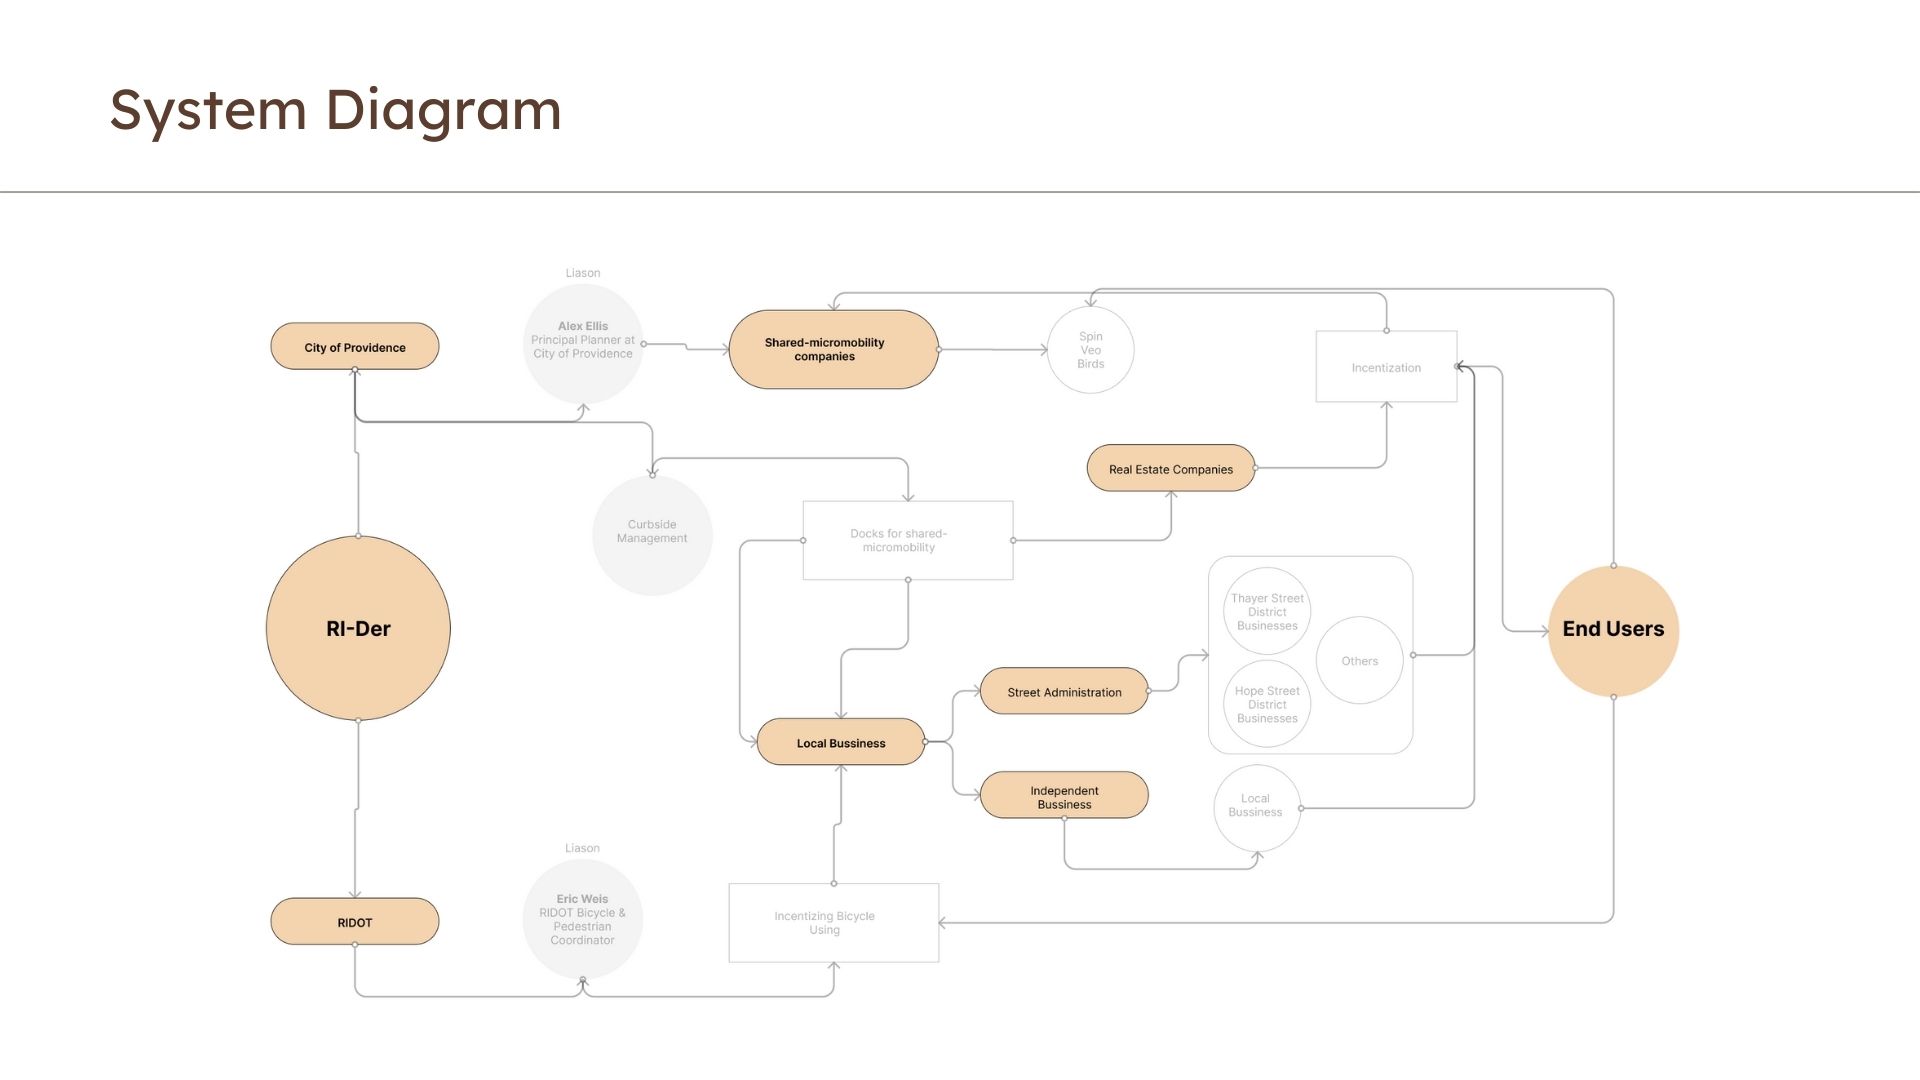 System Diagram
Liason
Alex Ellis
Principal Planner at
City of Providence
City of Providence
Shared-micromobility
companies
Spin
Veo
Birds
Incentization
Real Estate Companies
Curbside
Management
Docks for shared-
micromobility
RI-Der
Thayer Street
District
Businesses
Others
Hope Street
District
Businesses
End Users
Street Administration
Local Bussiness
Independent
Bussiness
Local
Bussiness
Liason
Eric Weis
RIDOT Bicycle &
Pedestrian
Coordinator
RIDOT
Incentizing Bicycle
Using